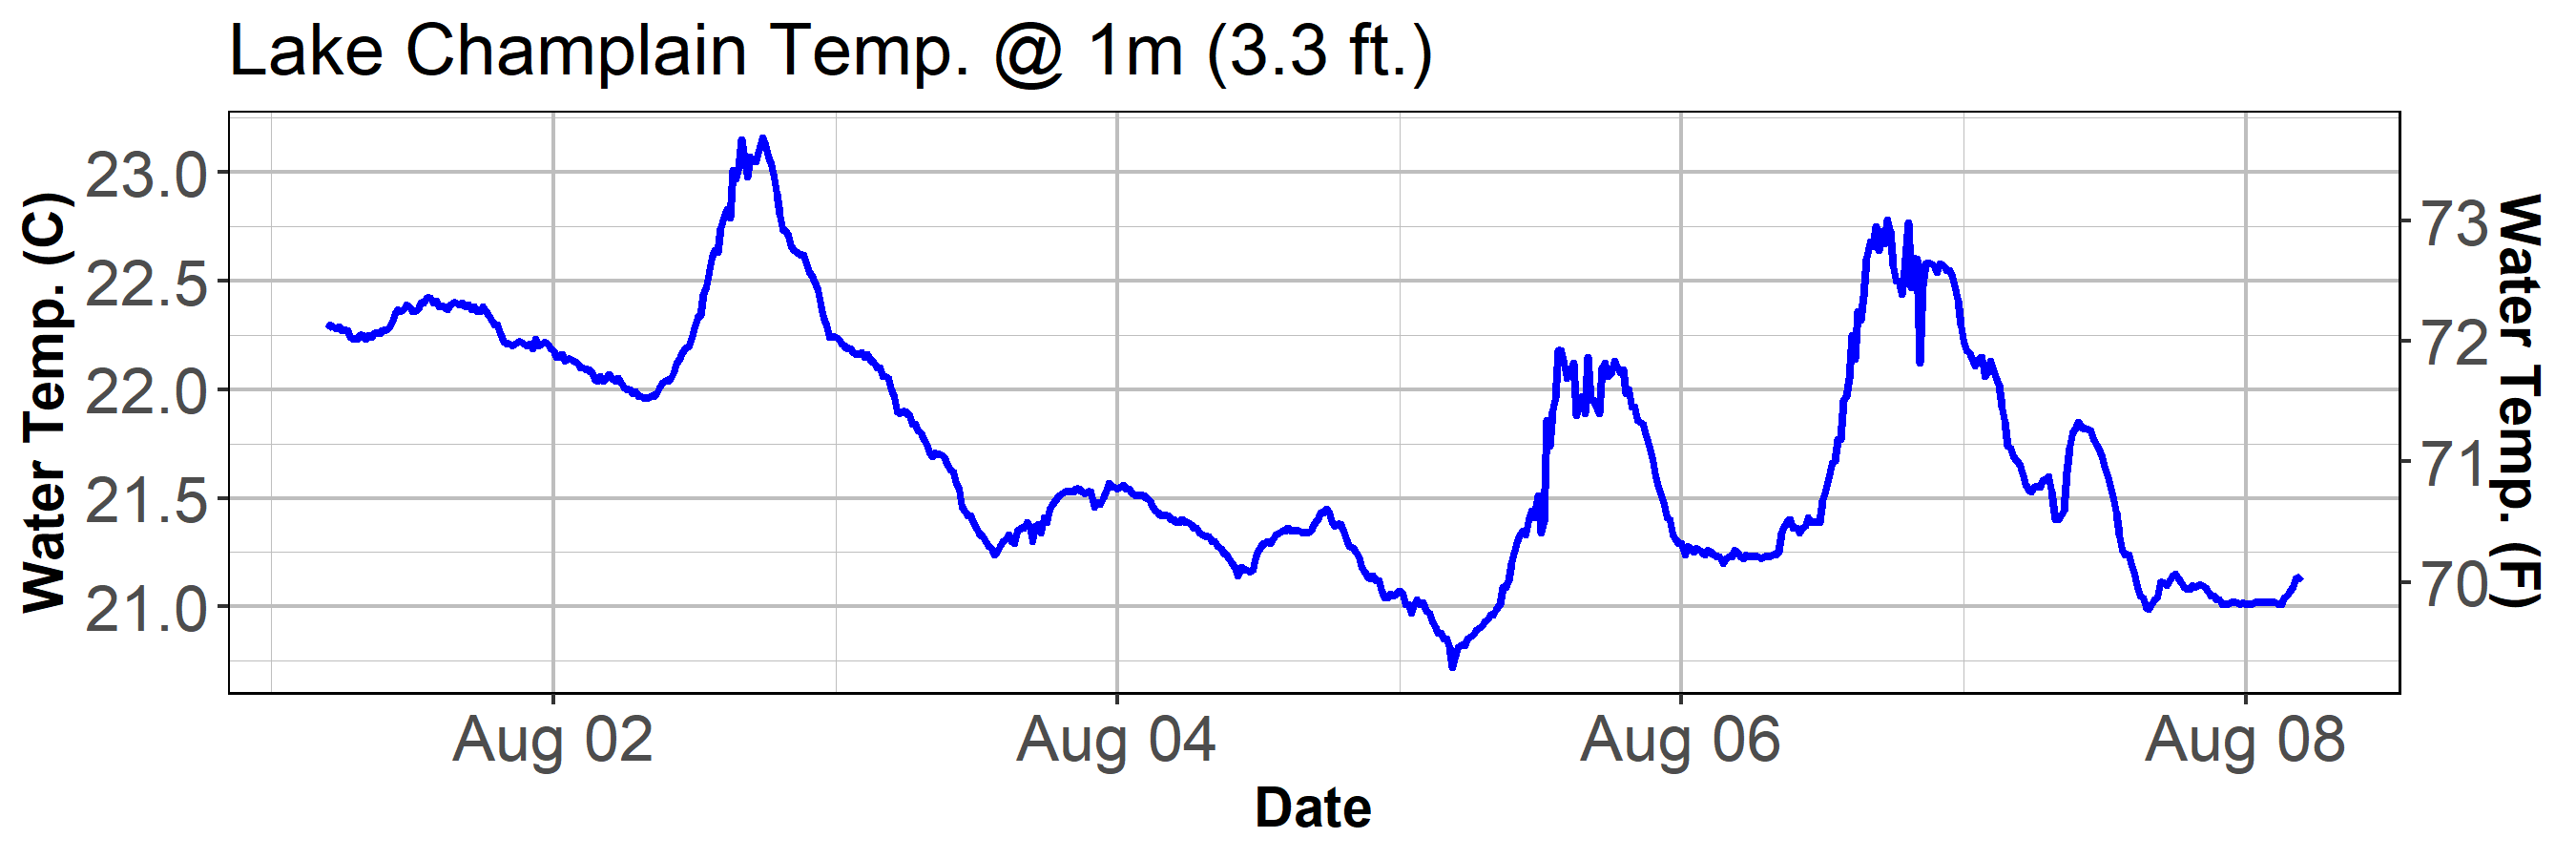 Lake Champlain Temp. @ 1m (3.3 ft.)
Water Temp. (C)
23.0
22.5
22.0
21.5
21.0
73
72
71
70
Water Temp. (F)
Aug 02
Aug 04
Aug 06
Aug 08
Date